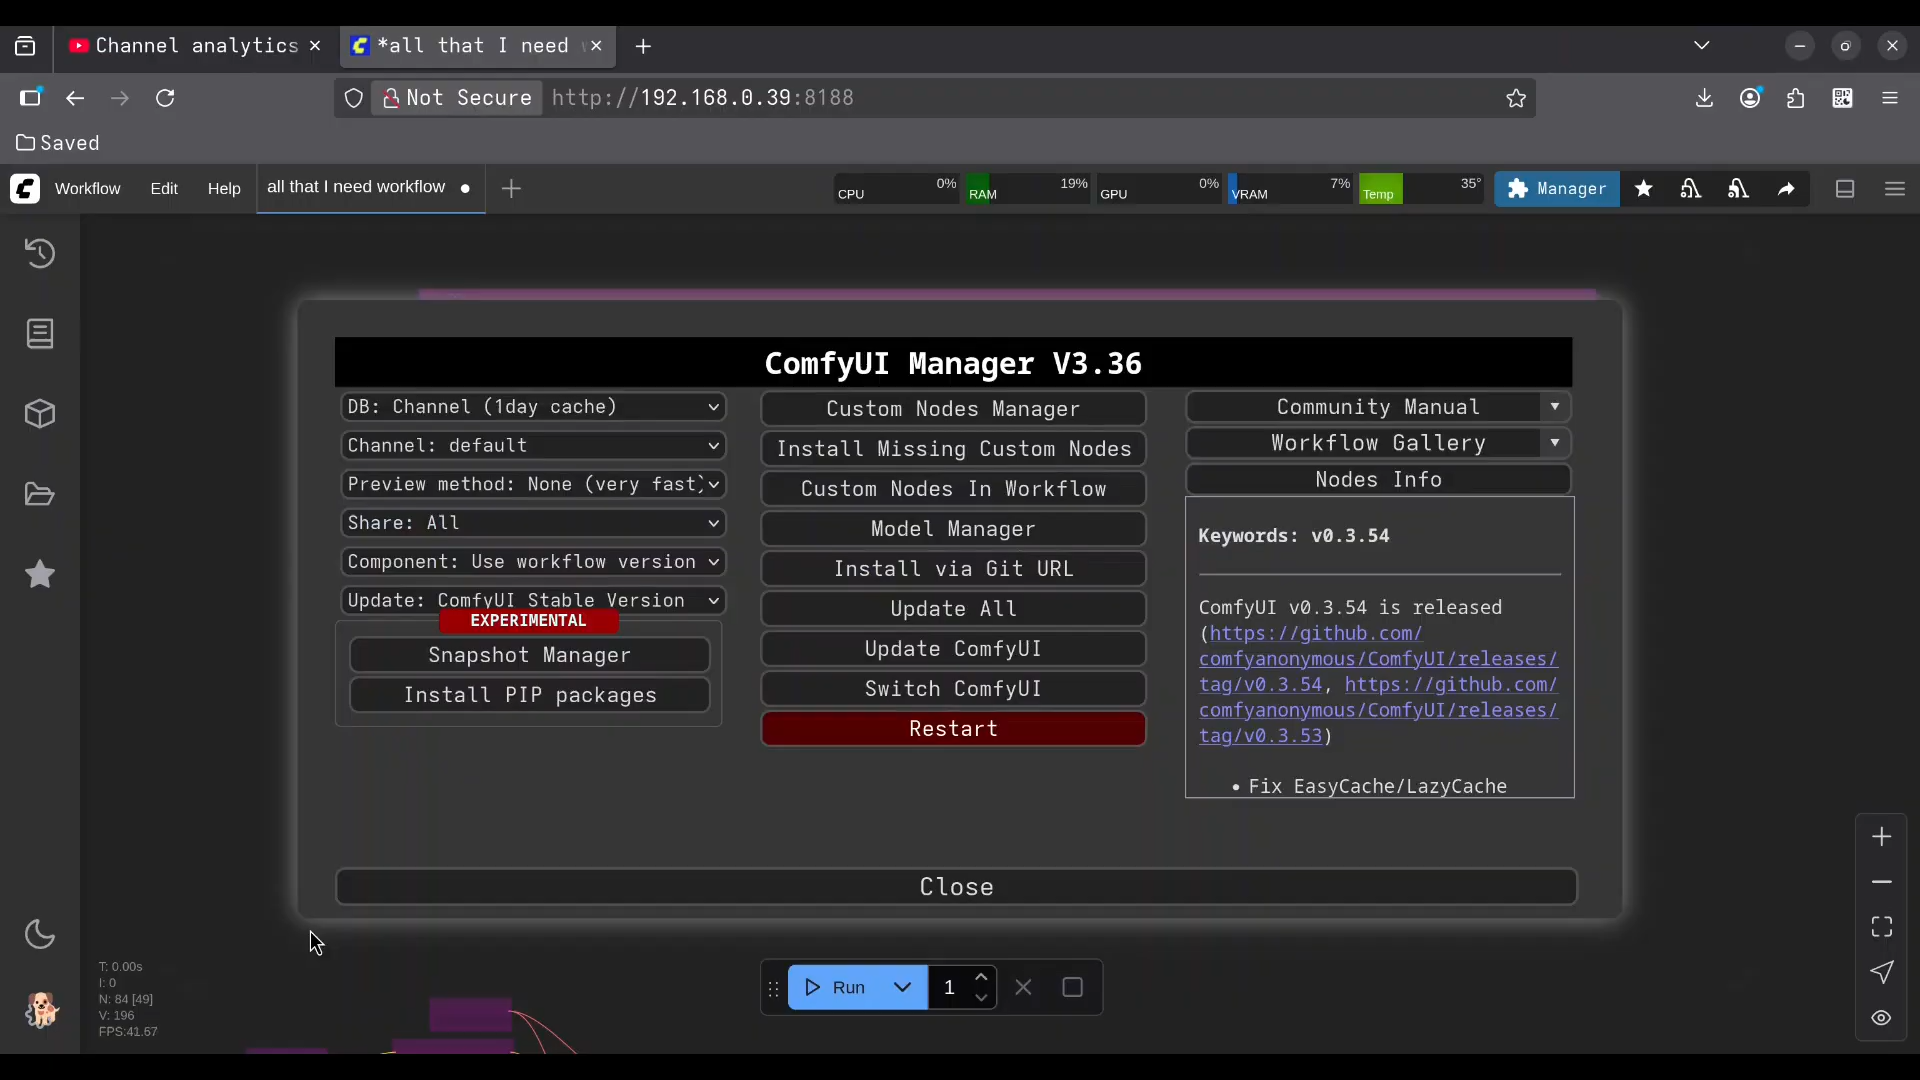 Channel analytics
*all that I need
Not Secure
http://192.168.0.39:8188
Saved
Workflow
Edit
Help
all that I need workflow
CPU 0%
RAM 19%
GPU 0%
VRAM 7%
Temp 35°
Manager
ComfyUI Manager V3.36
DB: Channel (1day cache)
Channel: default
Preview method: None (very fast)
Share: All
Component: Use workflow version
Update: ComfyUI Stable Version
EXPERIMENTAL
Snapshot Manager
Install PIP packages
Custom Nodes Manager
Install Missing Custom Nodes
Custom Nodes In Workflow
Model Manager
Install via Git URL
Update All
Update ComfyUI
Switch ComfyUI
Restart
Community Manual
Workflow Gallery
Nodes Info
Keywords: v0.3.54
ComfyUI v0.3.54 is released
(https://github.com/
comfyanonymous/ComfyUI/releases/
tag/v0.3.54, https://github.com/
comfyanonymous/ComfyUI/releases/
tag/v0.3.53)
• Fix EasyCache/LazyCache
Close
T: 0.00s
I: 0
N: 84 [49]
V: 196
FPS:41.67
Run
1